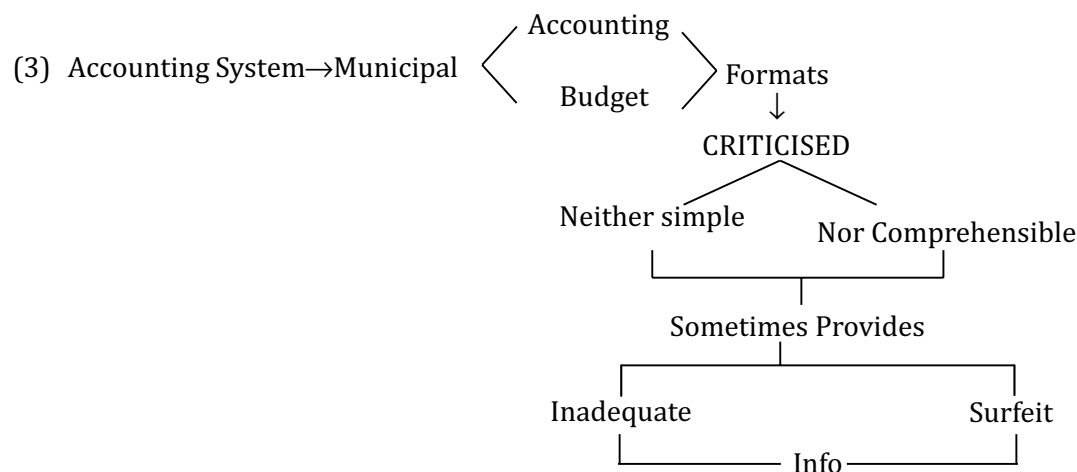 Accounting
(3) Accounting System→Municipal
Formats
Budget
↓
CRITICISED
Neither simple
Nor Comprehensible
Sometimes Provides
Inadequate Surfeit
Info